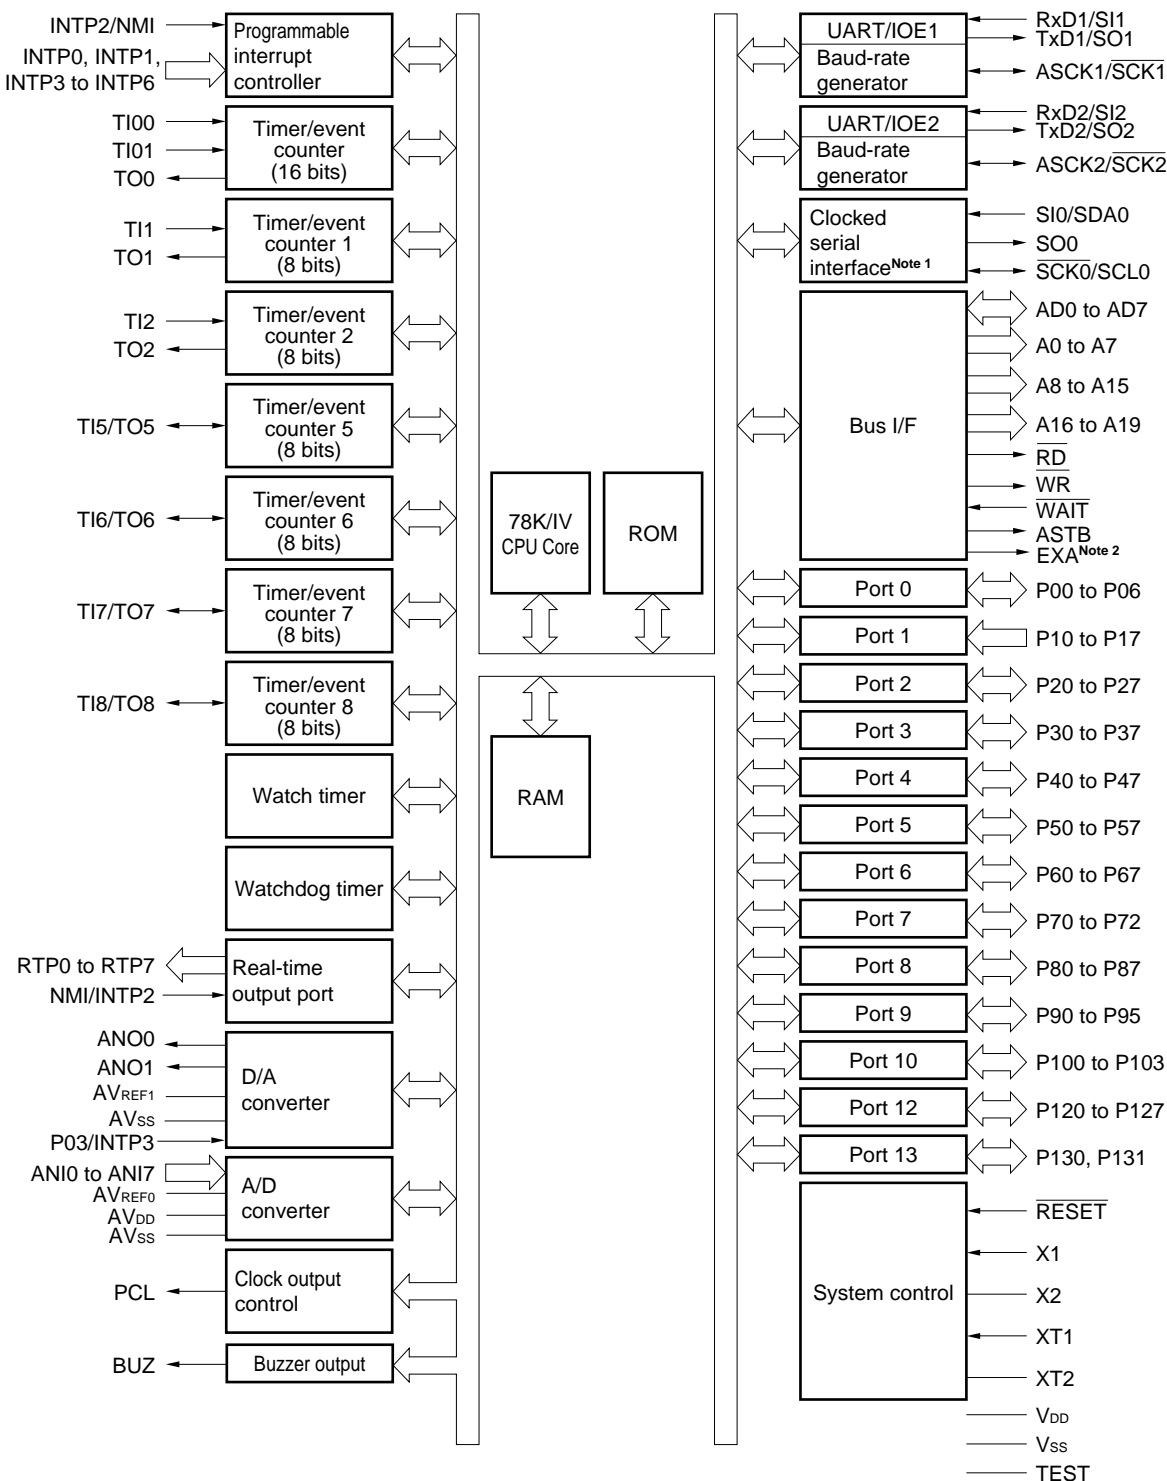 INTP2/NMI
INTP0, INTP1,
INTP3 to INTP6
Programmable
interrupt
controller
TI00
TI01
TO0
Timer/event
counter
(16 bits)
TI1
TO1
Timer/event
counter 1
(8 bits)
TI2
TO2
Timer/event
counter 2
(8 bits)
TI5/TO5
Timer/event
counter 5
(8 bits)
TI6/TO6
Timer/event
counter 6
(8 bits)
TI7/TO7
Timer/event
counter 7
(8 bits)
TI8/TO8
Timer/event
counter 8
(8 bits)
Watch timer
Watchdog timer
RTP0 to RTP7
NMI/INTP2
Real-time
output port
ANO0
ANO1
AVREF1
AVSS
P03/INTP3
D/A
converter
ANI0 to ANI7
AVREF0
AVDD
AVSS
A/D
converter
PCL
Clock output
control
BUZ
Buzzer output
78K/IV
CPU Core
ROM
RAM
UART/IOE1
Baud-rate
generator
RxD1/SI1
TxD1/SO1
ASCK1/SCK1
UART/IOE2
Baud-rate
generator
RxD2/SI2
TxD2/SO2
ASCK2/SCK2
Clocked
serial
interfaceNote 1
SI0/SDA0
SO0
SCK0/SCL0
Bus I/F
AD0 to AD7
A0 to A7
A8 to A15
A16 to A19
RD
WR
WAIT
ASTB
EXANote 2
Port 0
P00 to P06
Port 1
P10 to P17
Port 2
P20 to P27
Port 3
P30 to P37
Port 4
P40 to P47
Port 5
P50 to P57
Port 6
P60 to P67
Port 7
P70 to P72
Port 8
P80 to P87
Port 9
P90 to P95
Port 10
P100 to P103
Port 12
P120 to P127
Port 13
P130, P131
System control
RESET
X1
X2
XT1
XT2
VDD
VSS
TEST